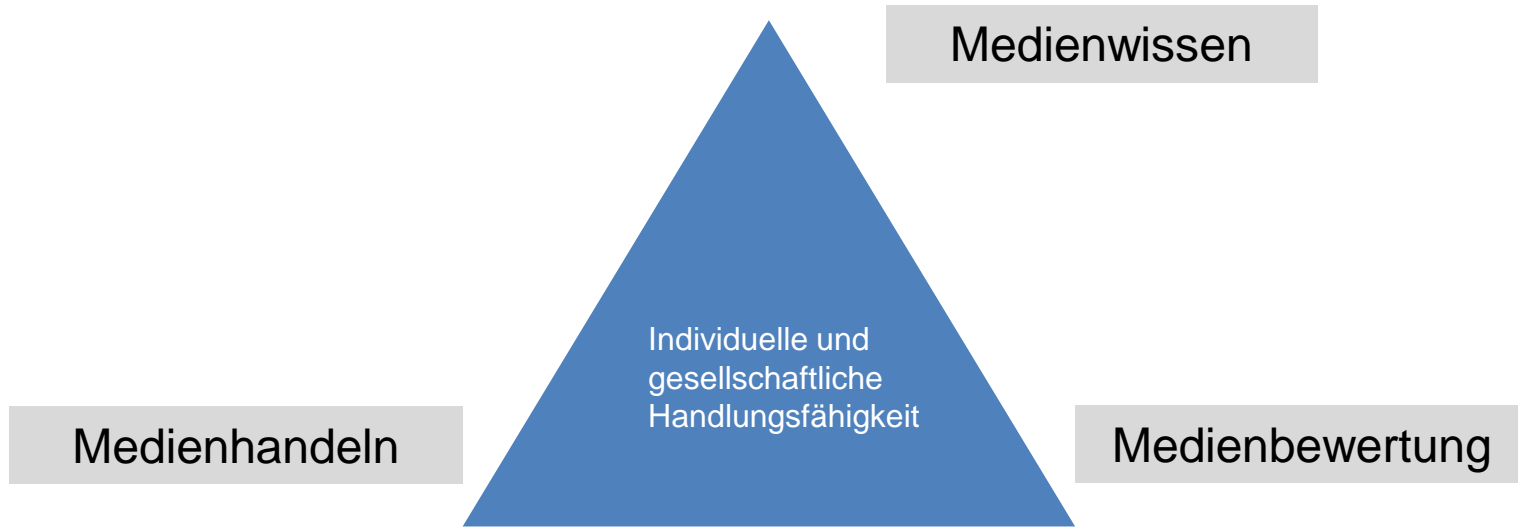 Medienwissen
Individuelle und
gesellschaftliche
Handlungsfähigkeit
Medienhandeln
Medienbewertung